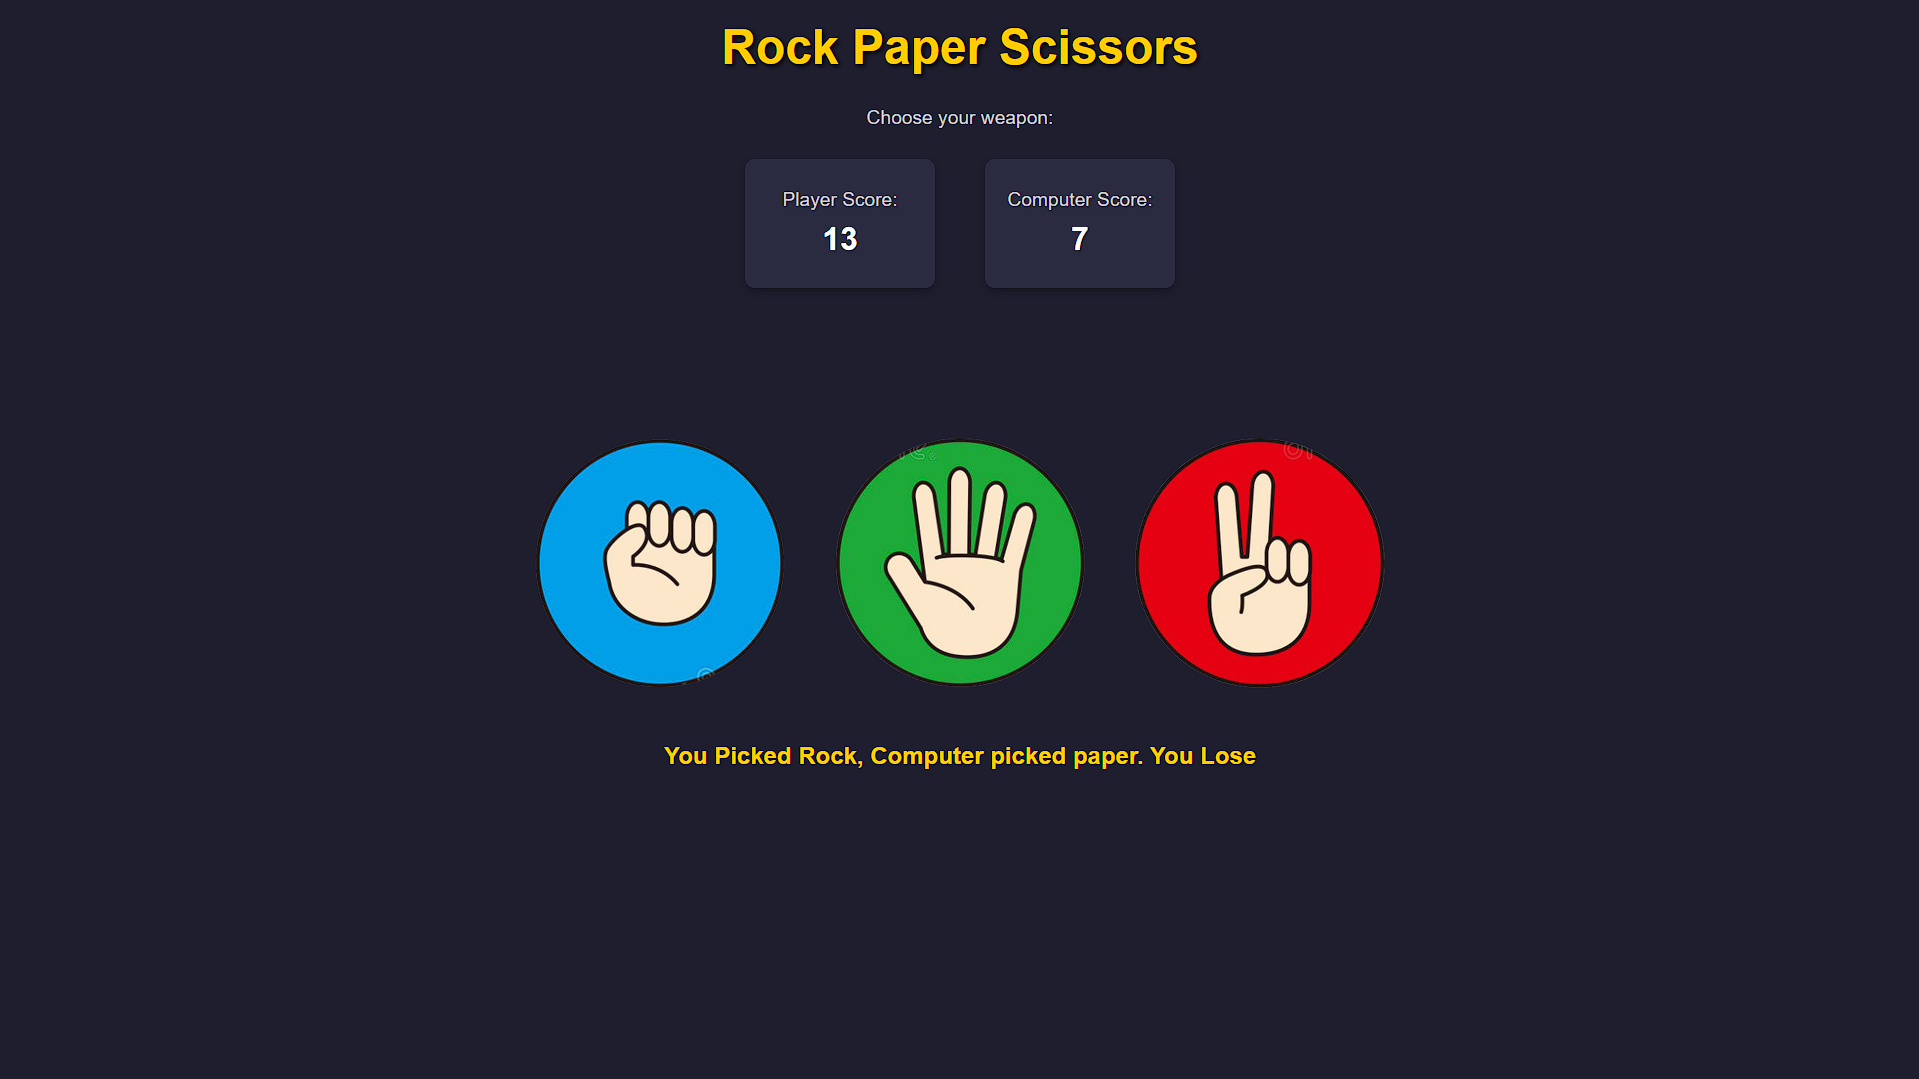 Rock Paper Scissors
Choose your weapon:
Player Score:
13
Computer Score:
7
You Picked Rock, Computer picked paper. You Lose